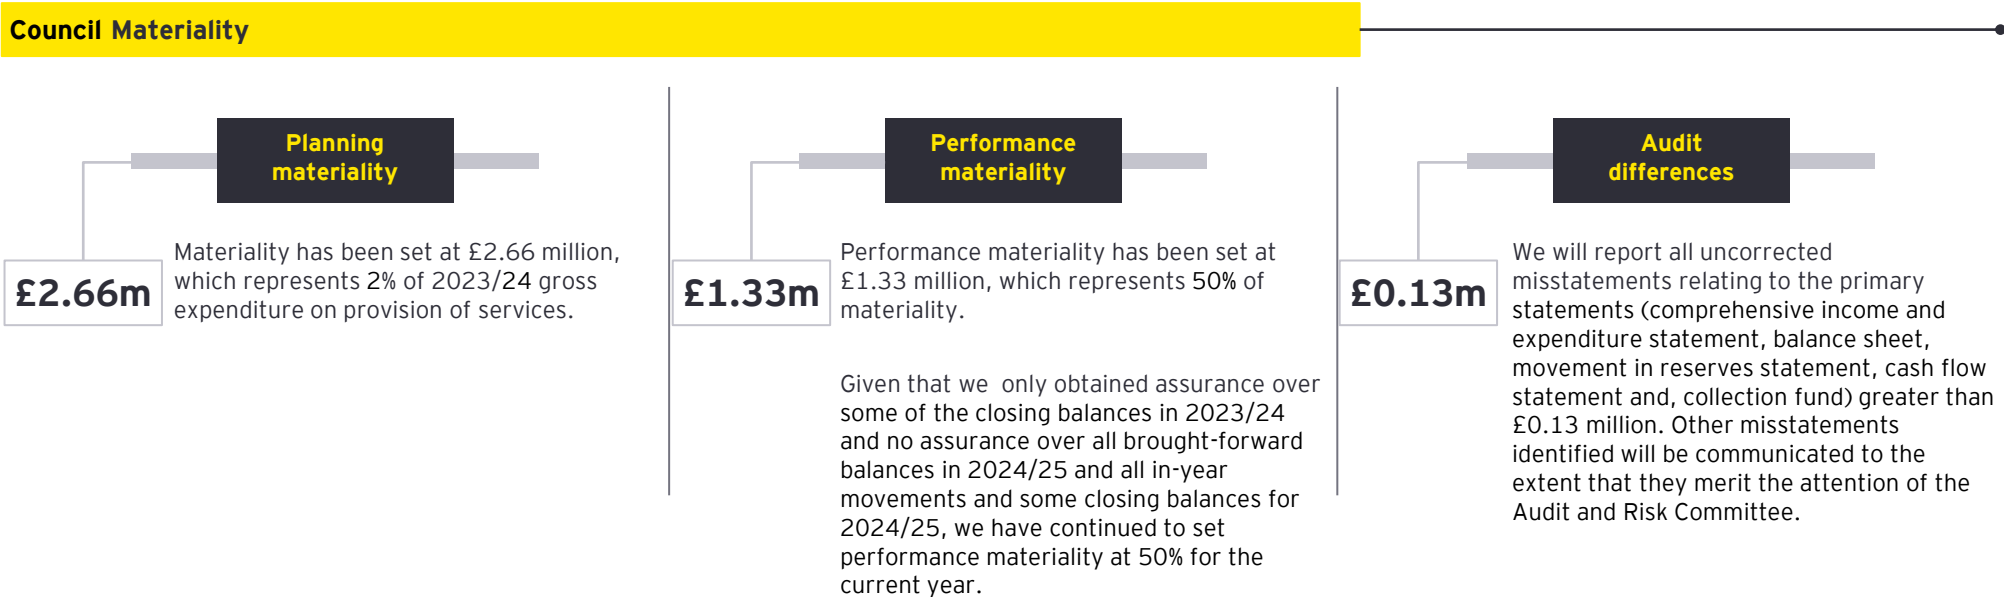 Council Materiality
Planning
materiality
£2.66m
Materiality has been set at £2.66 million,
which represents 2% of 2023/24 gross
expenditure on provision of services.
Performance
materiality
£1.33m
Performance materiality has been set at
£1.33 million, which represents 50% of
materiality.
Given that we only obtained assurance over
some of the closing balances in 2023/24
and no assurance over all brought-forward
balances in 2024/25 and all in-year
movements and some closing balances for
2024/25, we have continued to set
performance materiality at 50% for the
current year.
Audit
differences
£0.13m
We will report all uncorrected
misstatements relating to the primary
statements (comprehensive income and
expenditure statement, balance sheet,
movement in reserves statement, cash flow
statement and, collection fund) greater than
£0.13 million. Other misstatements
identified will be communicated to the
extent that they merit the attention of the
Audit and Risk Committee.